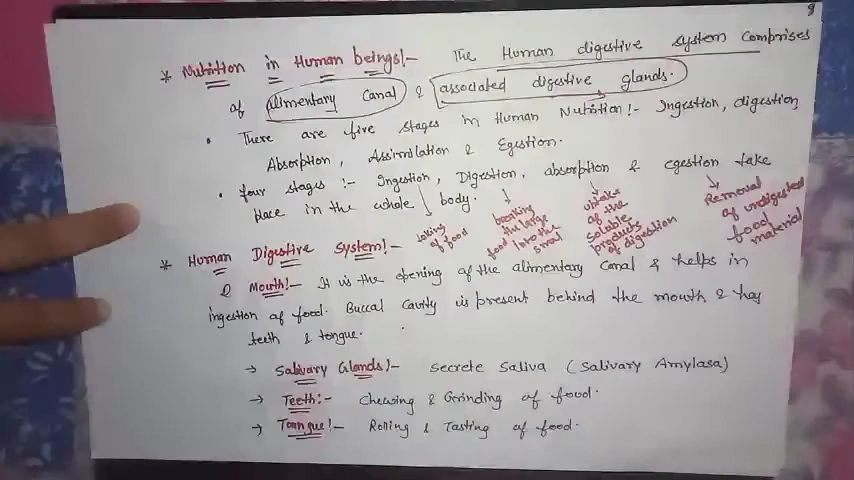 9
* Nutrition in Human beings!- The Human digestive system comprises
of alimentary Canal & associated digestive glands.
• There are five stages in Human Nutrition!- Ingestion, digestion,
Absorption, Assimilation & Egestion.
• four stages :- Ingestion, Digestion, absorption & egestion take
place in the whole body.
taking of food
breaking the large food into the small
uptake of the soluble products of digestion
Removal of undigested food material
* Human Digestive System!-
Mouth!- It is the opening of the alimentary canal & helps in
ingestion of food. Buccal Cavity is present behind the mouth & has
teeth & tongue.
→ Salivary Glands!- Secrete Saliva (Salivary Amylasa)
→ Teeth:- Chewing & Grinding of food.
→ Toangue!- Rolling & Tasting of food.